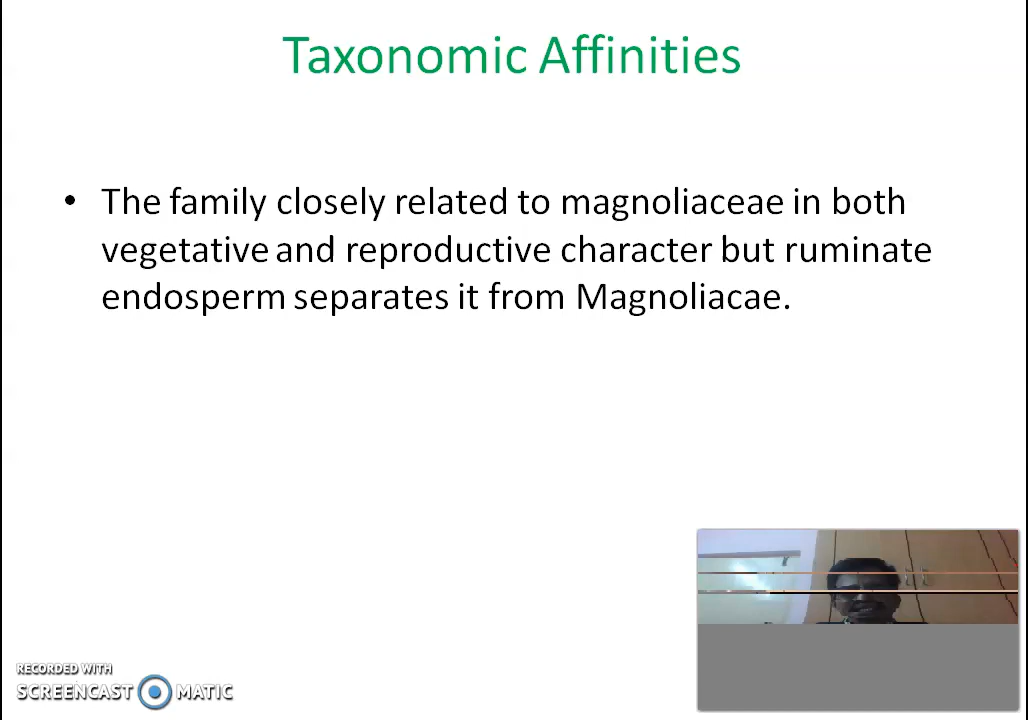 Taxonomic Affinities
• The family closely related to magnoliaceae in both
vegetative and reproductive character but ruminate
endosperm separates it from Magnoliacae.
RECORDED WITH
SCREENCAST MATIC